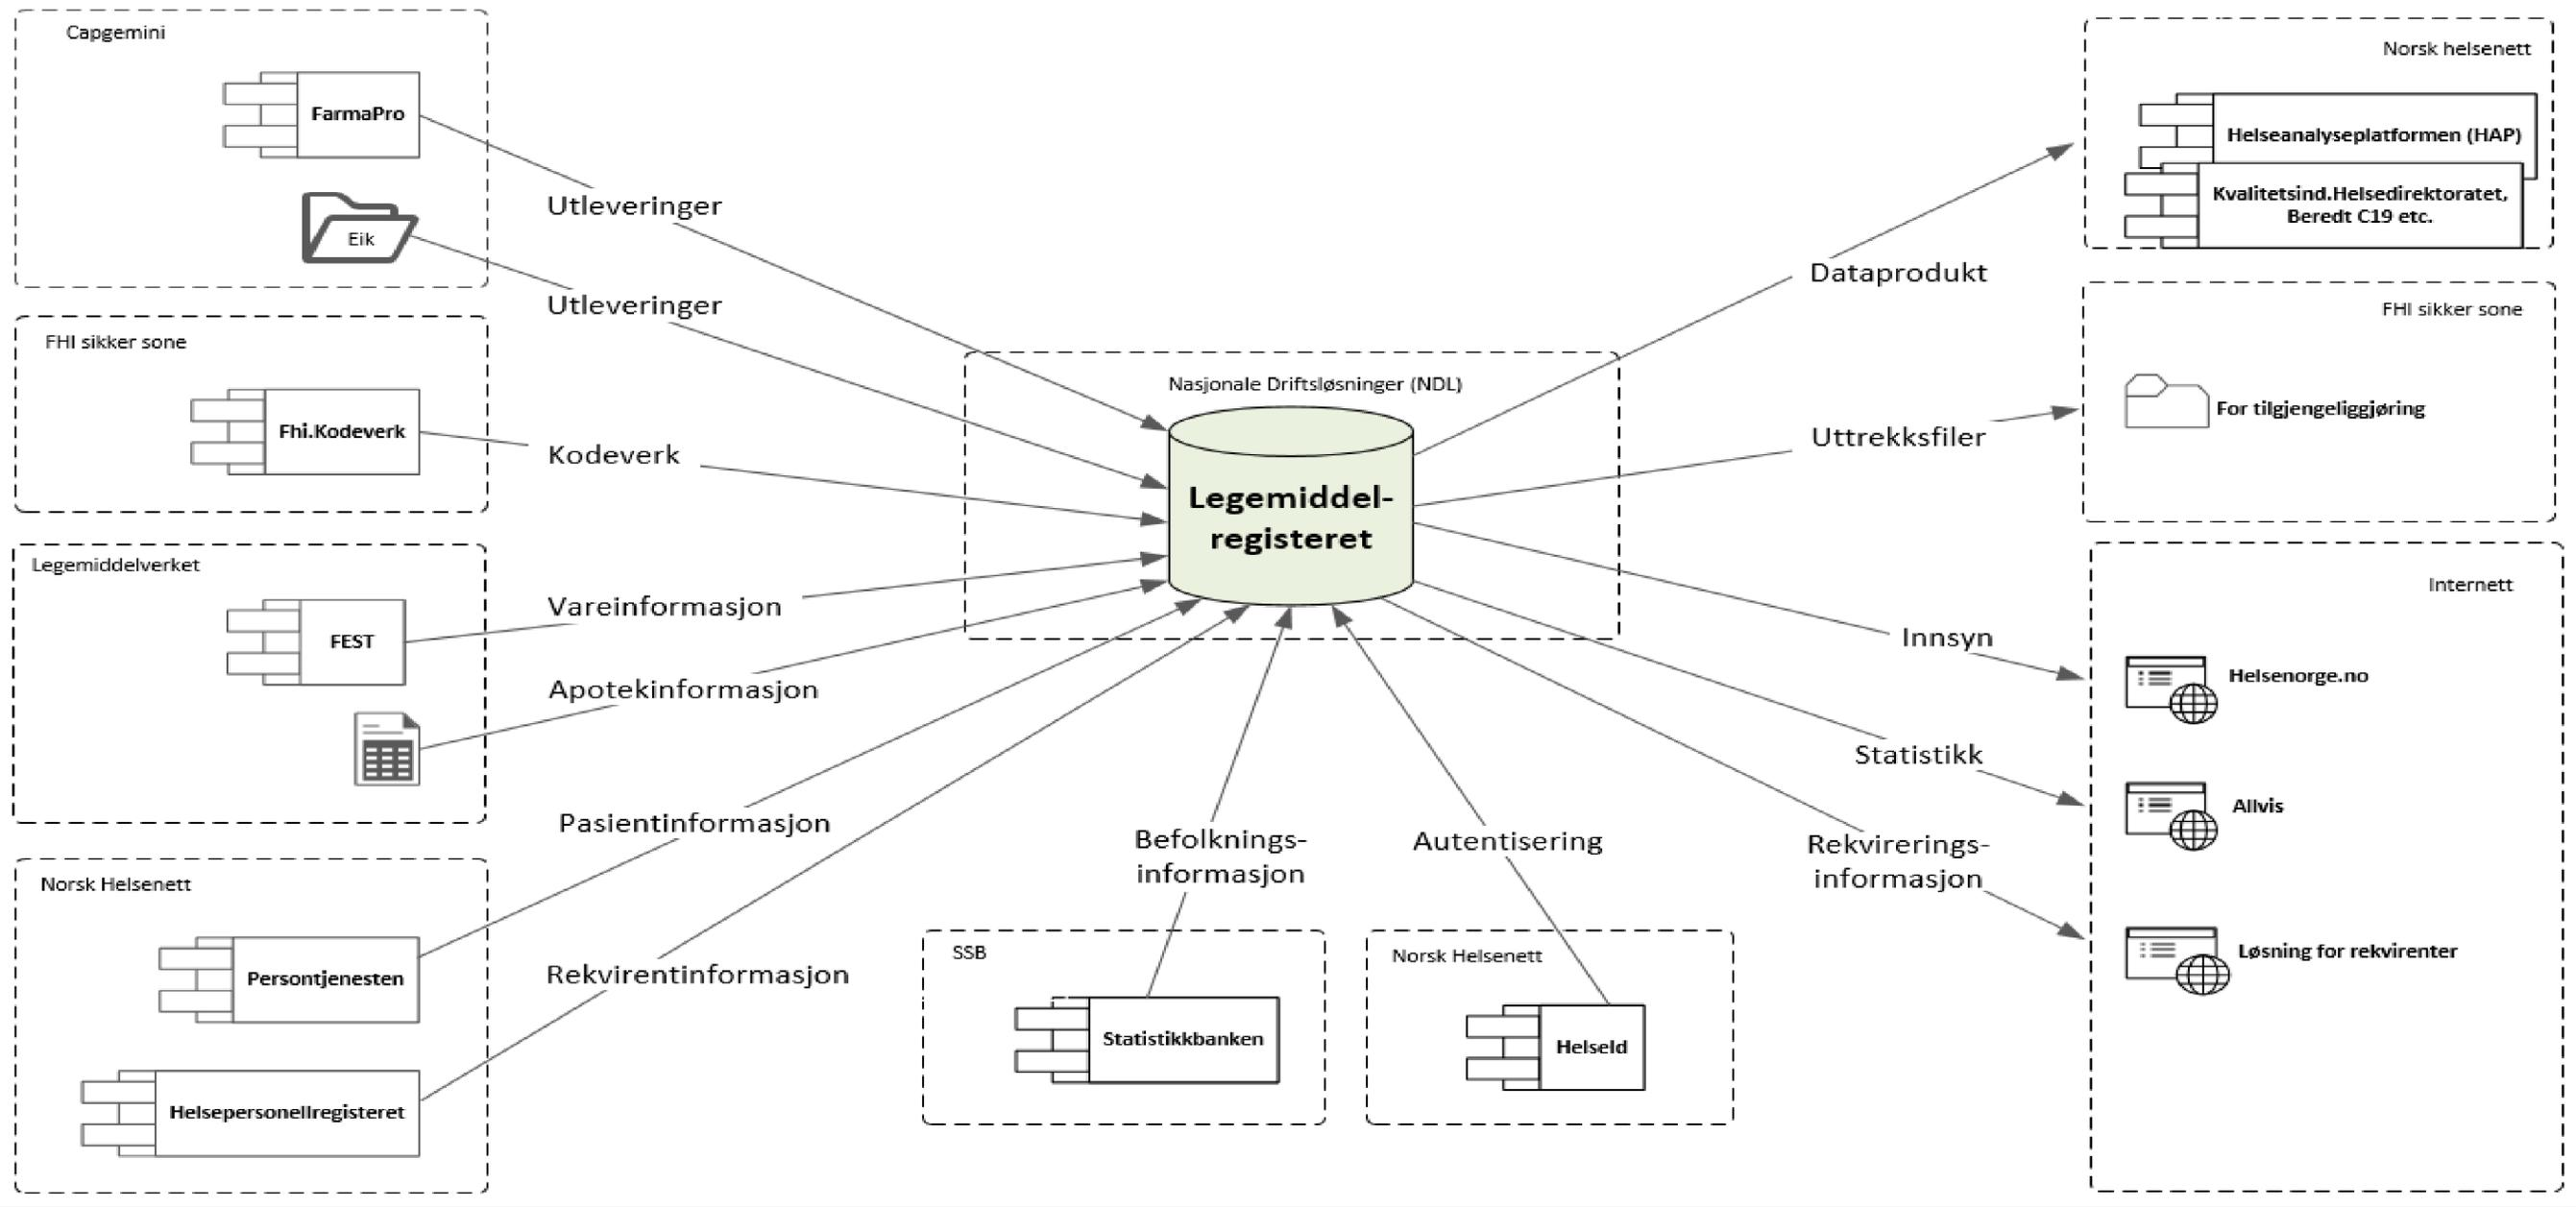 Capgemini
FarmaPro
Eik
Utleveringer
Utleveringer
FHI sikker sone
Fhi.Kodeverk
Kodeverk
Legemiddelverket
FEST
Vareinformasjon
Apotekinformasjon
Norsk Helsenett
Persontjenesten
Helsepersonellregisteret
Pasientinformasjon
Rekvirentinformasjon
Nasjonale Driftsløsninger (NDL)
Legemiddel-
registeret
Befolknings-
informasjon
Autentisering
SSB
Statistikkbanken
Norsk Helsenett
HelseId
Dataprodukt
Uttrekksfiler
Innsyn
Statistikk
Rekvirerings-
informasjon
Norsk helsenett
Helseanalyseplatformen (HAP)
Kvalitetsind.Helsedirektoratet,
Beredt C19 etc.
FHI sikker sone
For tilgjengeliggjøring
Internett
Helsenorge.no
Allvis
Løsning for rekvirenter